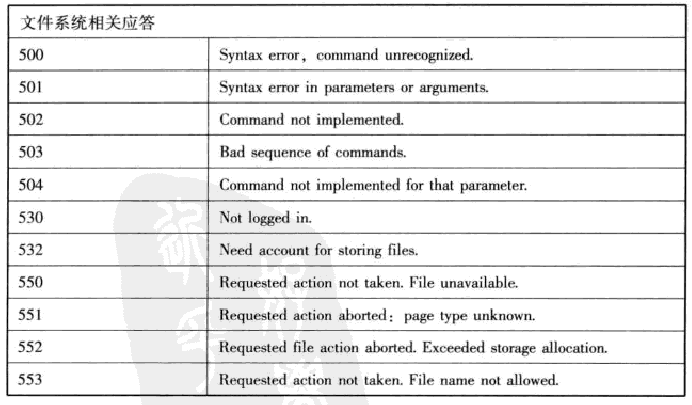 文件系统相关应答
500 Syntax error。command unrecognized.
501 Syntax error in parameters or arguments.
502 Command not implemented.
503 Bad sequence of commands.
504 Command not implemented for that parameter.
530 Not logged in.
532 Need account for storing files.
550 Requested action not taken. File unavailable.
551 Requested action aborted：page type unknown.
552 Requested file action aborted. Exceeded storage allocation.
553 Requested action not taken. File name not allowed.